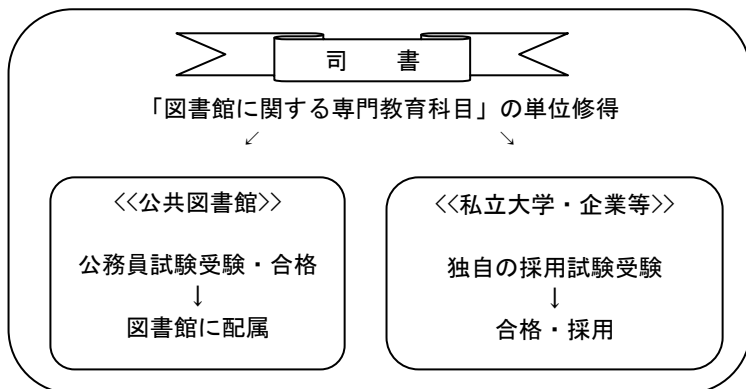 司　書
「図書館に関する専門教育科目」の単位修得
↙　↘
<<公共図書館>>
公務員試験受験・合格
↓
図書館に配属
<<私立大学・企業等>>
独自の採用試験受験
↓
合格・採用